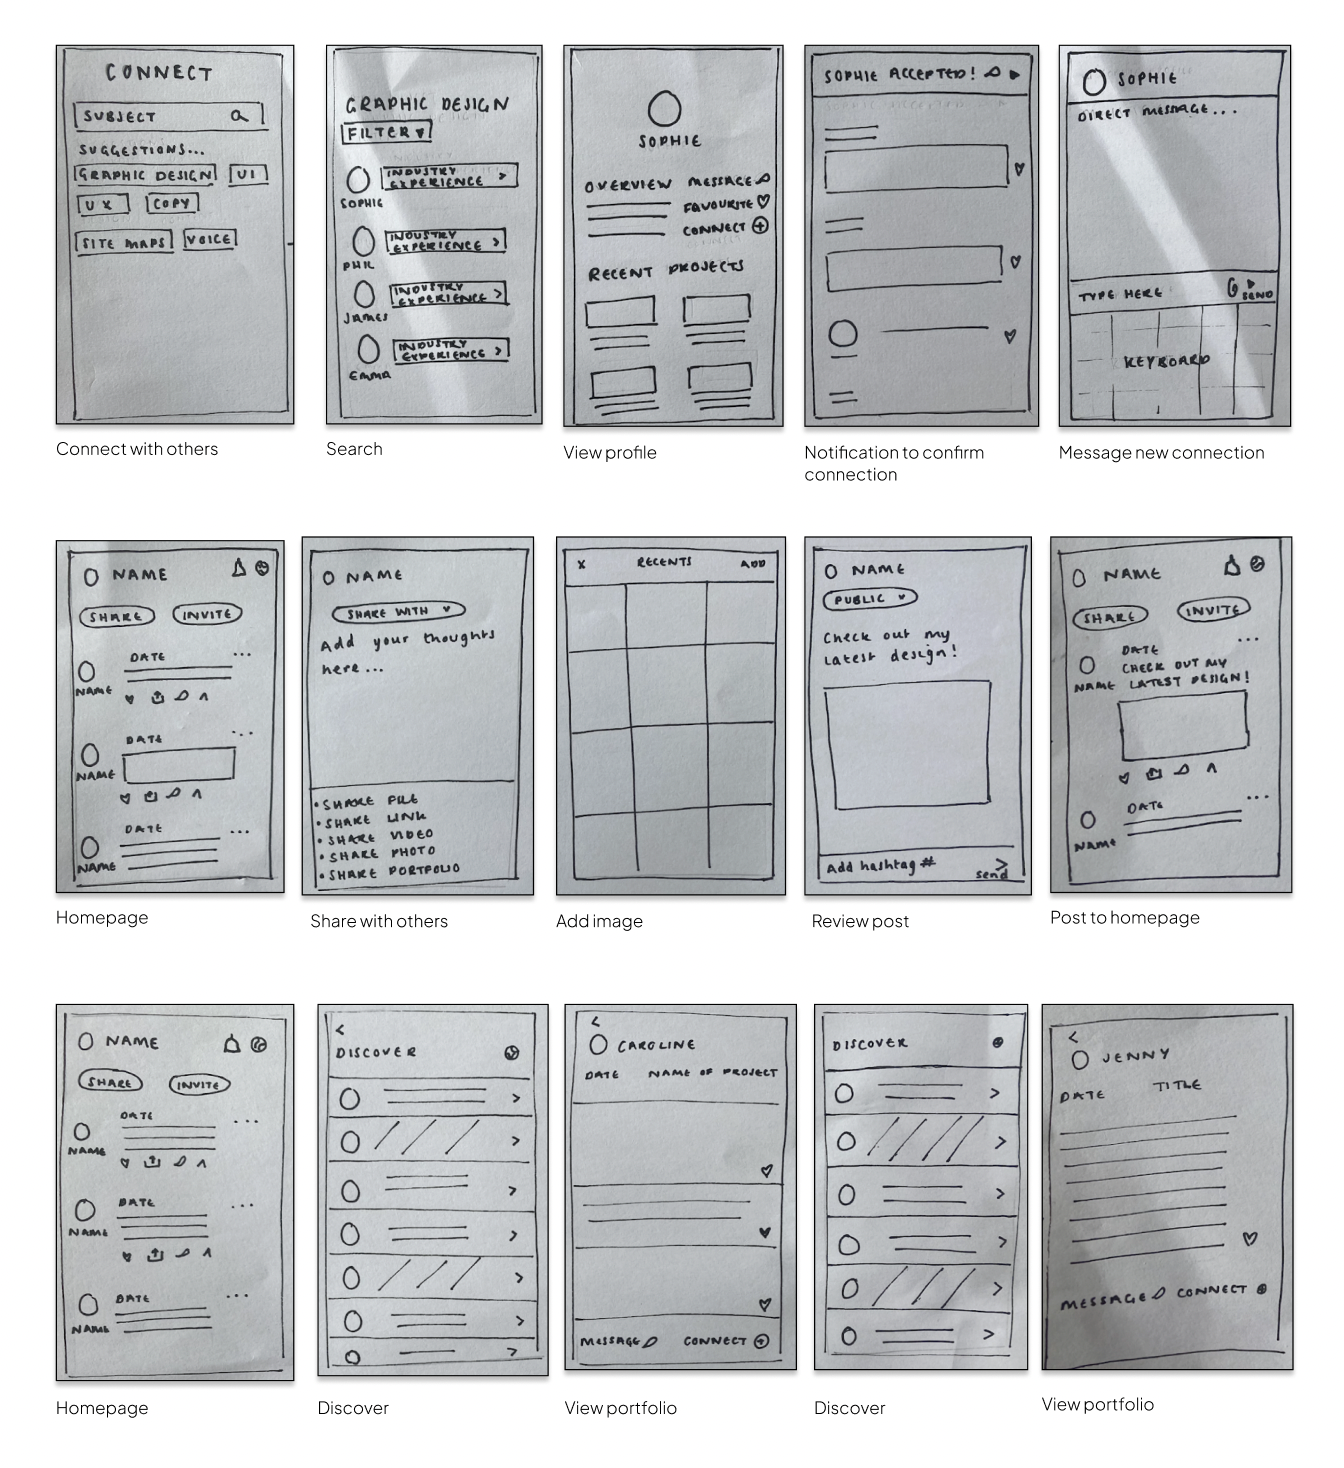 CONNECT
SUBJECT
SUGGESTIONS...
GRAPHIC DESIGN UI
UX COPY
SITE MAPS VOICE
Connect with others
GRAPHIC DESIGN
FILTER
INDUSTRY
EXPERIENCE >
SOPHIE
INDUSTRY
EXPERIENCE >
PHIL
INDUSTRY
EXPERIENCE >
JAMES
INDUSTRY
EXPERIENCE >
EMMA
Search
SOPHIE
OVERVIEW MESSAGE
FAVOURITE
CONNECT
RECENT PROJECTS
View profile
SOPHIE ACCEPTED!
Notification to confirm
connection
SOPHIE
DIRECT MESSAGE...
TYPE HERE SEND
KEYBOARD
Message new connection
NAME
SHARE INVITE
DATE ...
NAME
DATE ...
NAME
DATE ...
NAME
Homepage
NAME
SHARE WITH
Add your thoughts
here...
• SHARE FILE
• SHARE LINK
• SHARE VIDEO
• SHARE PHOTO
• SHARE PORTFOLIO
Share with others
X RECENTS ADD
Add image
NAME
PUBLIC
Check out my
latest design!
Add hashtag # >
send
Review post
NAME
SHARE INVITE
DATE ...
CHECK OUT MY
NAME LATEST DESIGN!
DATE ...
NAME
Post to homepage
NAME
SHARE INVITE
DATE ...
NAME
DATE ...
NAME
DATE ...
NAME
Homepage
<
DISCOVER
Discover
<
CAROLINE
DATE NAME OF PROJECT
MESSAGE CONNECT
View portfolio
DISCOVER
Discover
<
JENNY
DATE TITLE
MESSAGE CONNECT
View portfolio